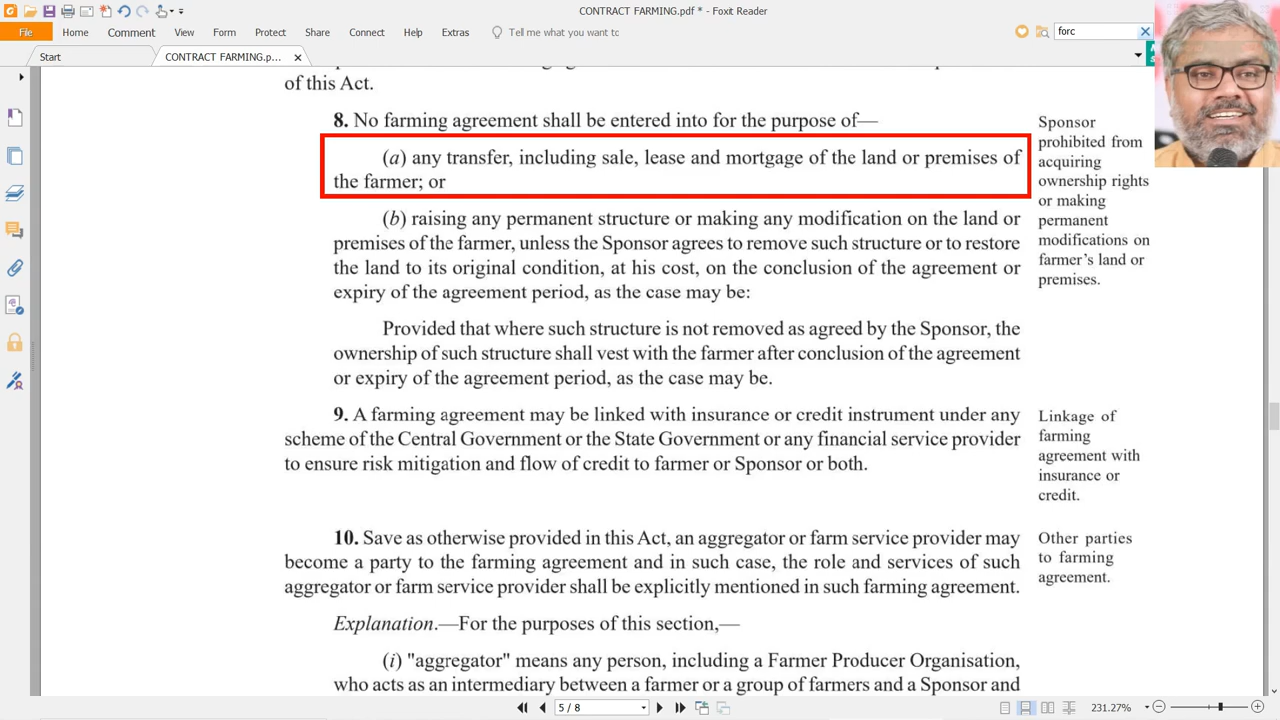 CONTRACT FARMING.pdf * - Foxit Reader
File Home Comment View Form Protect Share Connect Help Extras Tell me what you want to forc
Start CONTRACT FARMING.p...
of this Act.
8. No farming agreement shall be entered into for the purpose of—
(a) any transfer, including sale, lease and mortgage of the land or premises of
the farmer; or
(b) raising any permanent structure or making any modification on the land or
premises of the farmer, unless the Sponsor agrees to remove such structure or to restore
the land to its original condition, at his cost, on the conclusion of the agreement or
expiry of the agreement period, as the case may be:
Provided that where such structure is not removed as agreed by the Sponsor, the
ownership of such structure shall vest with the farmer after conclusion of the agreement
or expiry of the agreement period, as the case may be.
Sponsor
prohibited from
acquiring
ownership rights
or making
permanent
modifications on
farmer's land or
premises.
9. A farming agreement may be linked with insurance or credit instrument under any
scheme of the Central Government or the State Government or any financial service provider
to ensure risk mitigation and flow of credit to farmer or Sponsor or both.
Linkage of
farming
agreement with
insurance or
credit.
10. Save as otherwise provided in this Act, an aggregator or farm service provider may
become a party to the farming agreement and in such case, the role and services of such
aggregator or farm service provider shall be explicitly mentioned in such farming agreement.
Other parties
to farming
agreement.
Explanation.—For the purposes of this section,—
(i) "aggregator" means any person, including a Farmer Producer Organisation,
who acts as an intermediary between a farmer or a group of farmers and a Sponsor and
5 / 8 231.27%